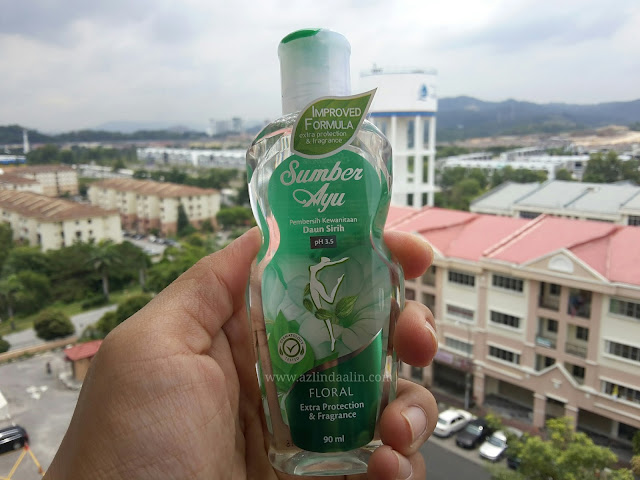 IMPROVED
FORMULA
extra protection
& fragrance
Sumber
Ayu
Pembersih Kewanitaan
Daun Sirih
pH 3.5
www.azlindaalin.com
FLORAL
Extra Protection
& Fragrance
90 ml